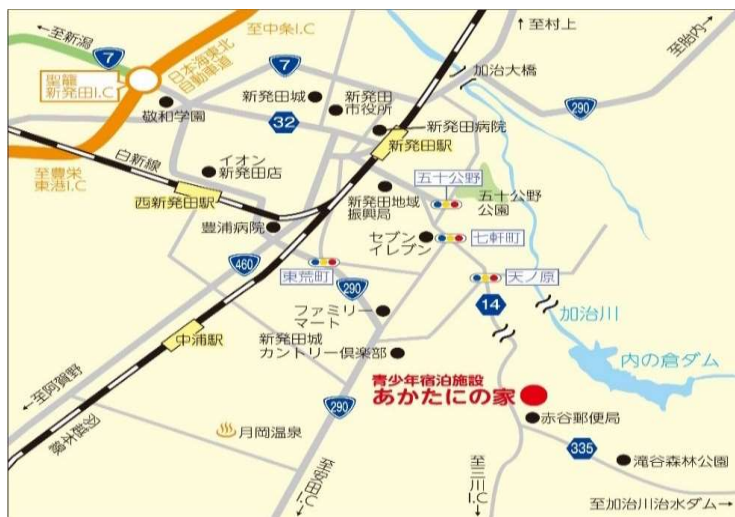 至中条I.C
↑至村上
至胎内
←至新潟
7
日本海東北
自動車道
7
聖籠
新発田I.C
加治大橋
290
敬和学園
新発田城
新発田
市役所
32
新発田病院
新発田駅
至豊栄
東港I.C
白新線
イオン
新発田店
西新発田駅
五十公野
五十公野
公園
新発田地域
振興局
豊浦病院
セブン
イレブン
七軒町
460
東荒町
290
天ノ原
14
加治川
ファミリー
マート
中浦駅
新発田城
カントリー倶楽部
内の倉ダム
←至阿賀野
青少年宿泊施設
あかたにの家
290
赤谷郵便局
羽越本線
月岡温泉
335
滝谷森林公園
至安田I.C
至三川I.C
至加治川治水ダム→